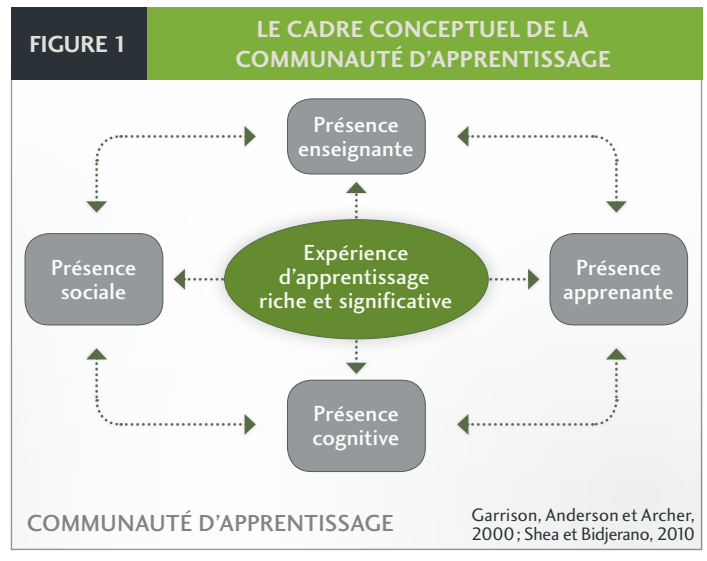 FIGURE 1
LE CADRE CONCEPTUEL DE LA
COMMUNAUTÉ D’APPRENTISSAGE
Présence
enseignante
Présence
sociale
Expérience
d’apprentissage
riche et significative
Présence
apprenante
Présence
cognitive
COMMUNAUTÉ D’APPRENTISSAGE
Garrison, Anderson et Archer,
2000 ; Shea et Bidjerano, 2010